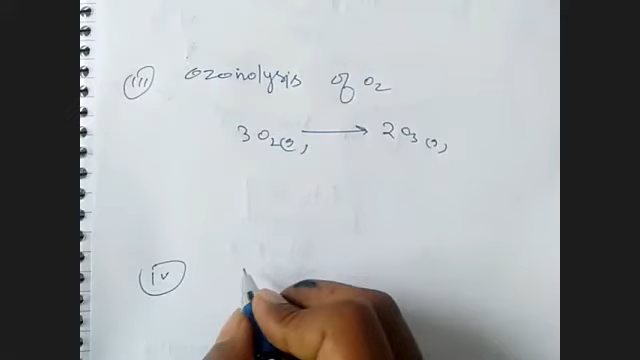 (iii) ozonolysis of O₂
3O₂(g) ⟶ 2O₃(g)
(iv)